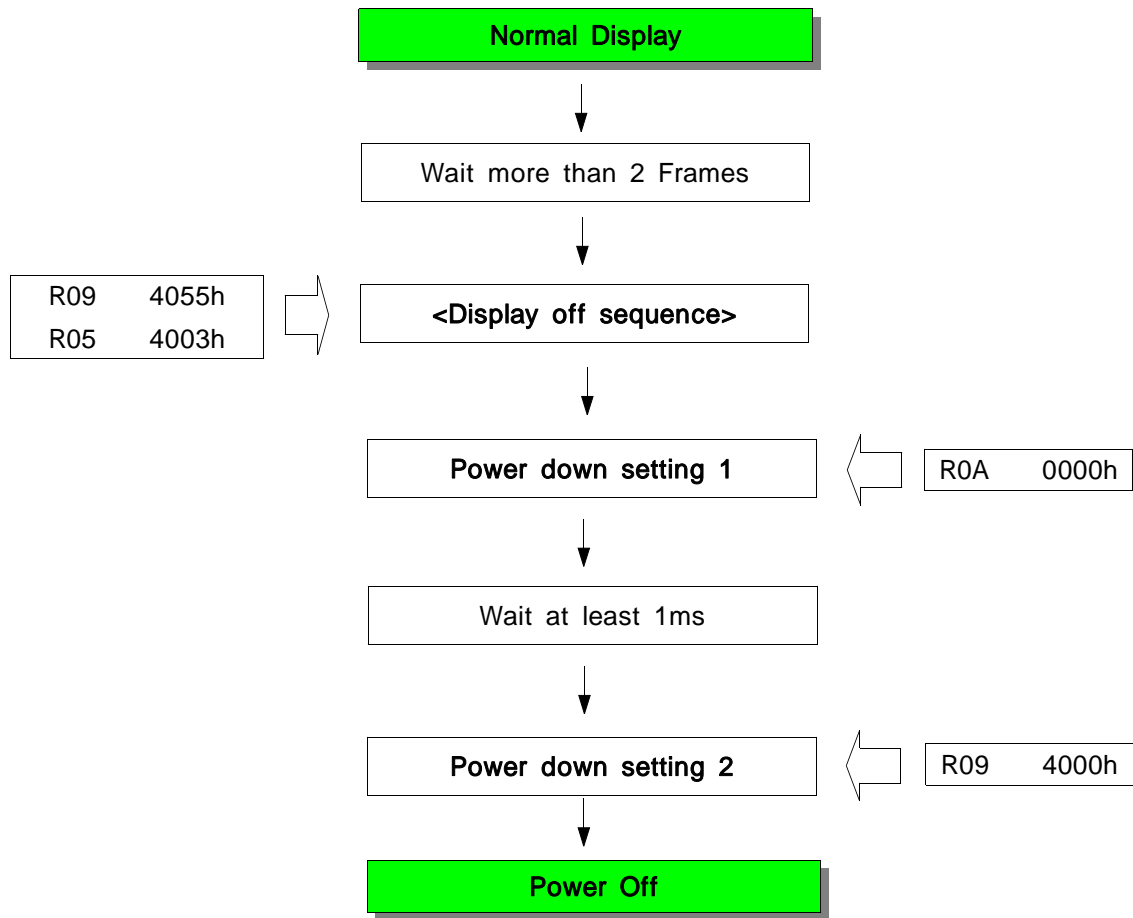 Normal Display
Wait more than 2 Frames
R09 4055h
R05 4003h
<Display off sequence>
Power down setting 1
R0A 0000h
Wait at least 1ms
Power down setting 2
R09 4000h
Power Off